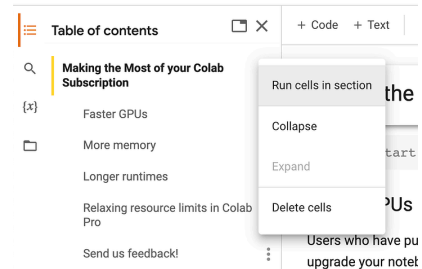 Table of contents
+ Code + Text
Making the Most of your Colab
Subscription
{x}
Faster GPUs
More memory
Longer runtimes
Relaxing resource limits in Colab
Pro
Send us feedback!
Run cells in section
Collapse
Expand
Delete cells
the
tart
Us
Users who have pu
upgrade your noteb